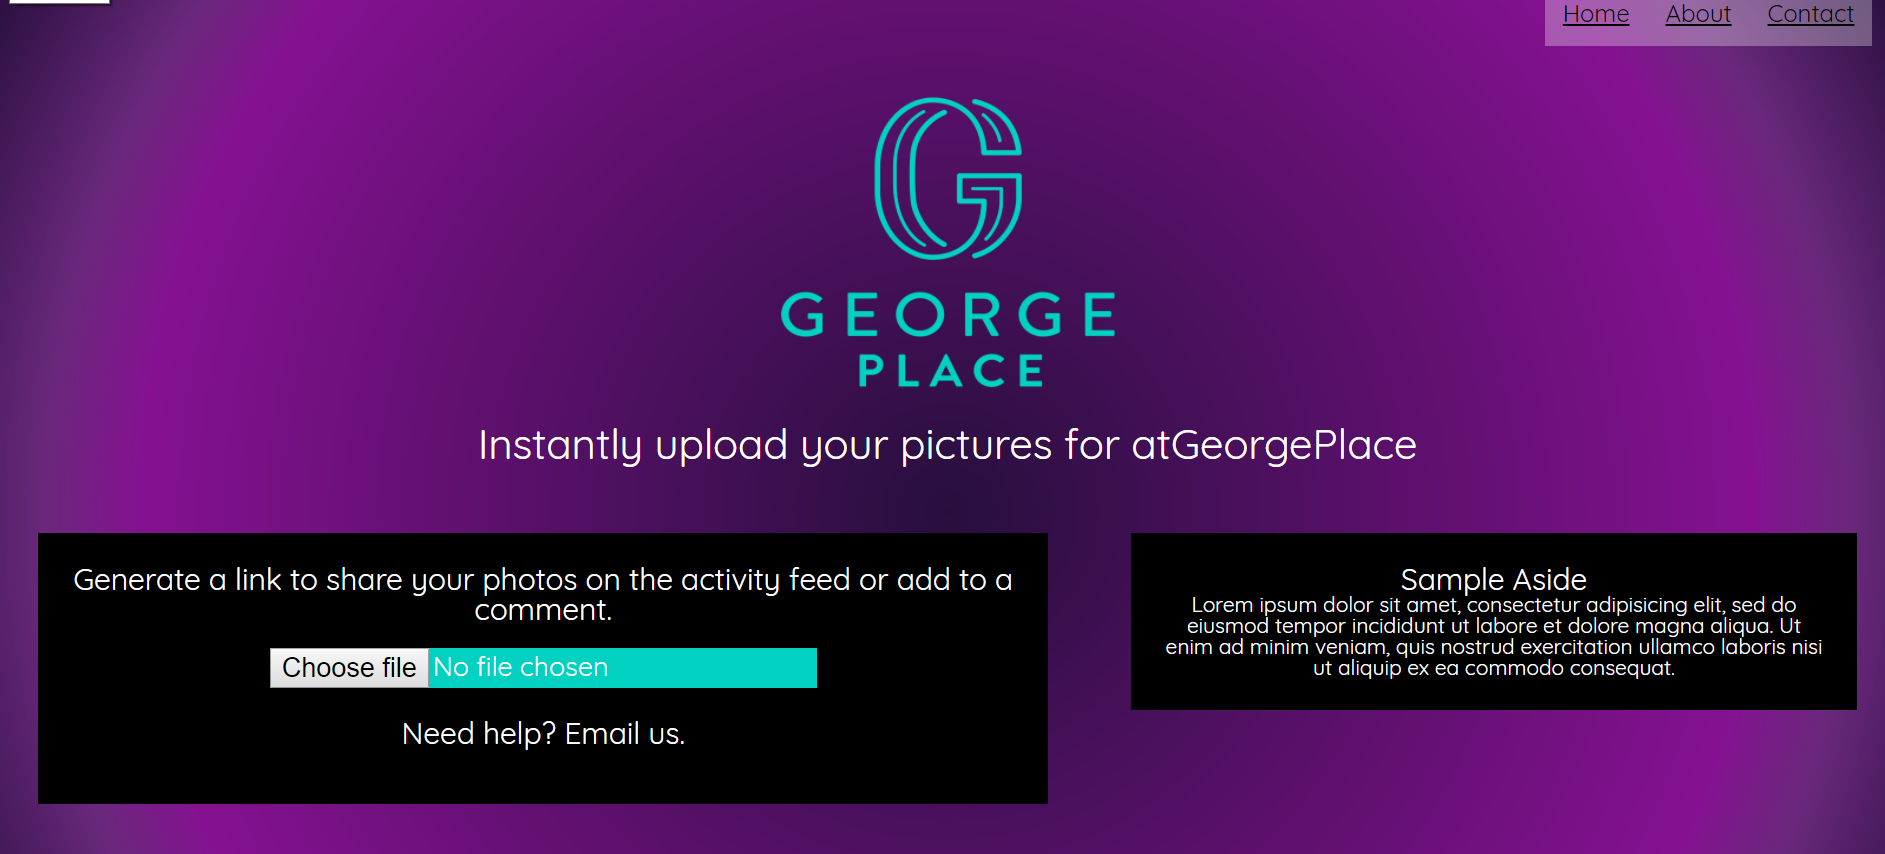 Home About Contact
G
GEORGE
PLACE
Instantly upload your pictures for atGeorgePlace
Generate a link to share your photos on the activity feed or add to a
comment.
Choose file No file chosen
Need help? Email us.
Sample Aside
Lorem ipsum dolor sit amet, consectetur adipisicing elit, sed do
eiusmod tempor incididunt ut labore et dolore magna aliqua. Ut
enim ad minim veniam, quis nostrud exercitation ullamco laboris nisi
ut aliquip ex ea commodo consequat.